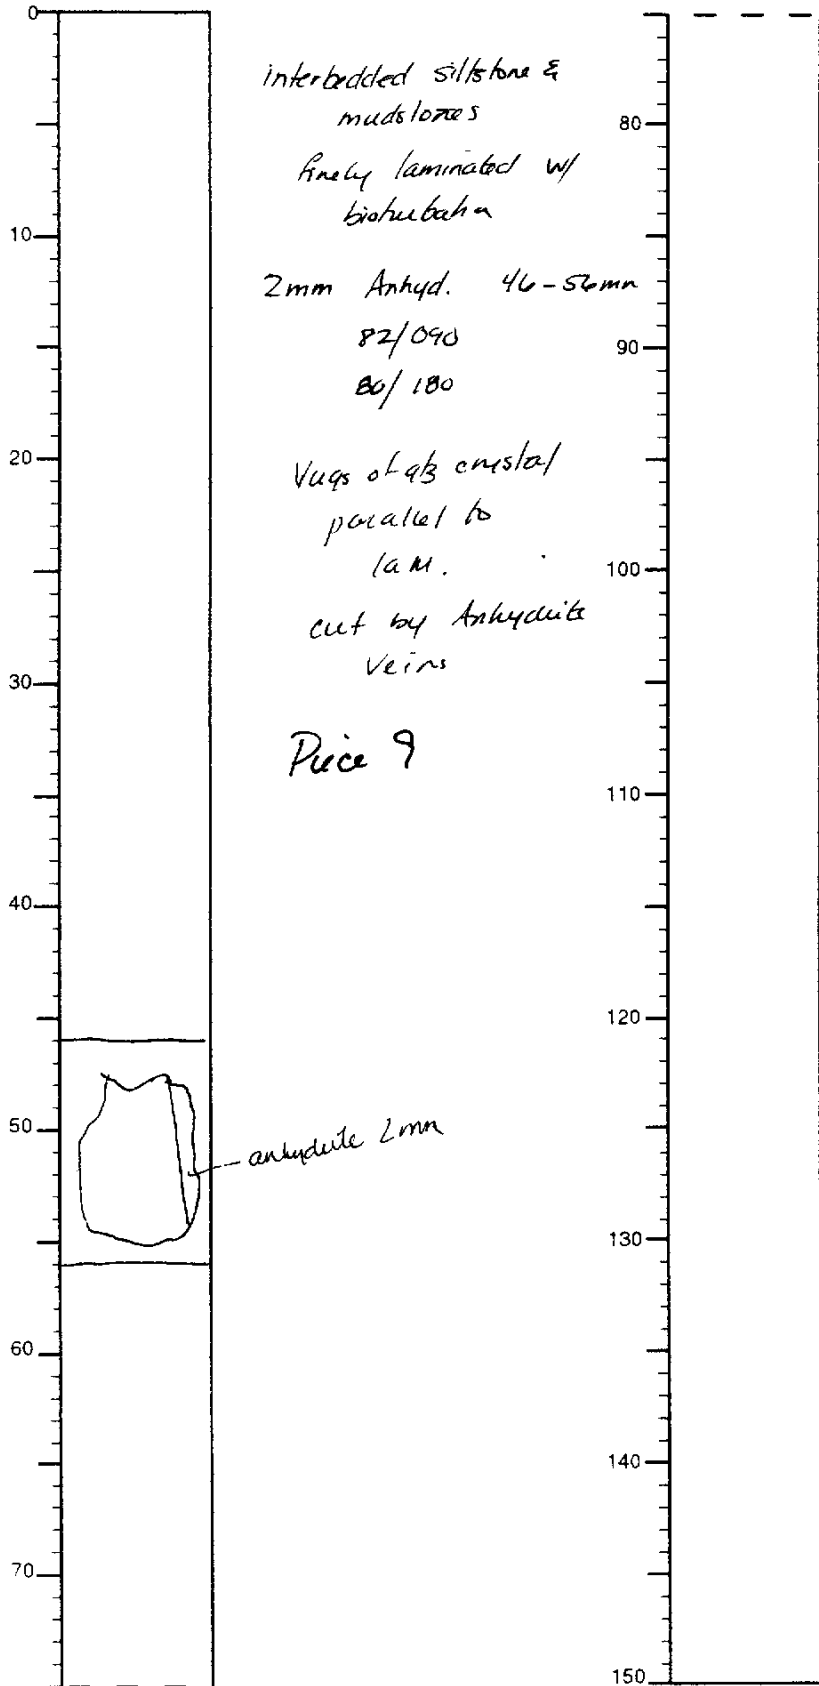 0
10
20
30
40
50
60
70
interbedded siltstone &
mudstones
finely laminated w/
bioturbation
2mm Anhyd. 46-56mm
82/090
80/180
Vugs of qtz crystal
parallel to
lam.
cut by Anhydrite
veins
Piece 9
anhydrite 2mm
80
90
100
110
120
130
140
150